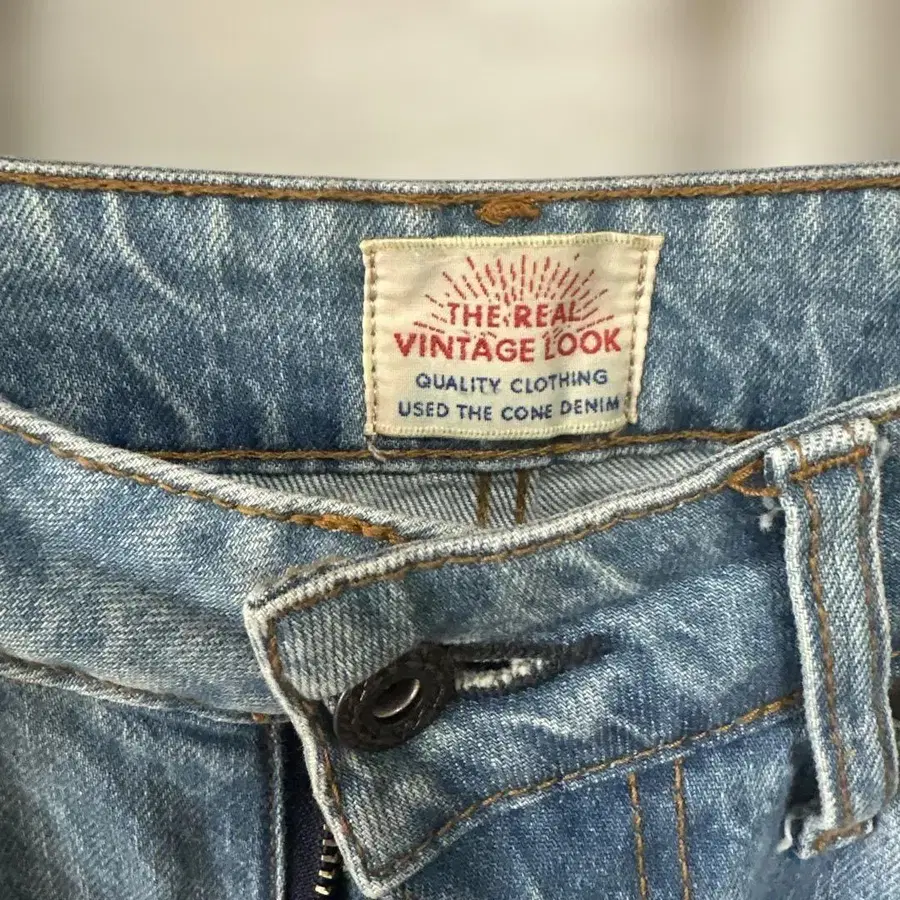 THE REAL
VINTAGE LOOK
QUALITY CLOTHING
USED THE CONE DENIM